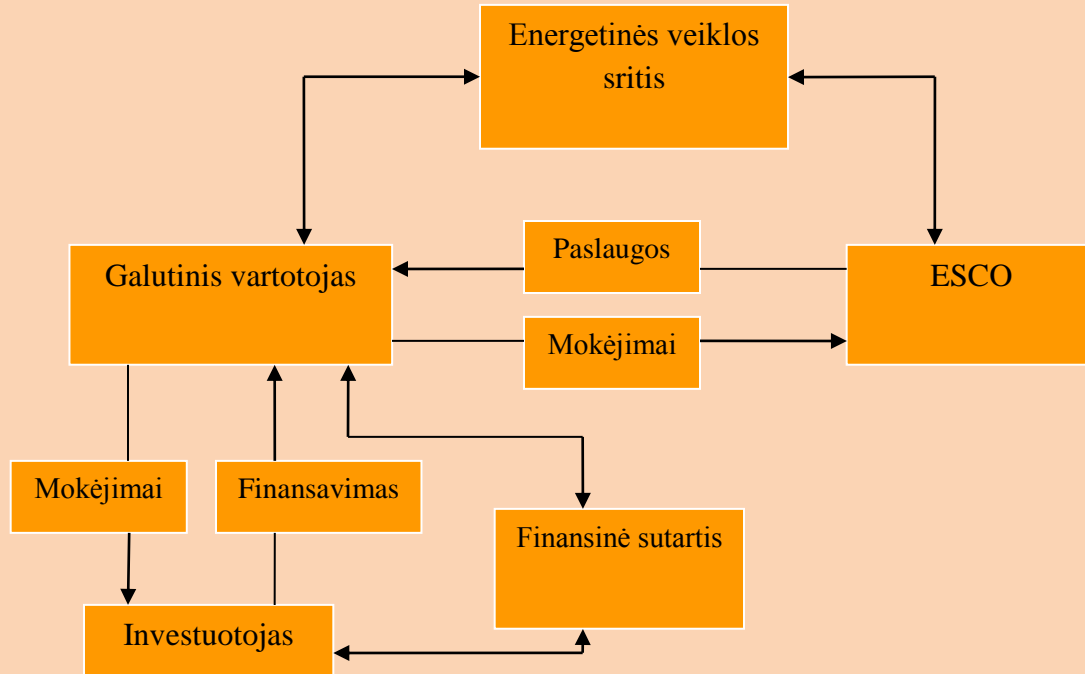 Energetinės veiklos
sritis
Paslaugos
Galutinis vartotojas
ESCO
Mokėjimai
Mokėjimai
Finansavimas
Finansinė sutartis
Investuotojas